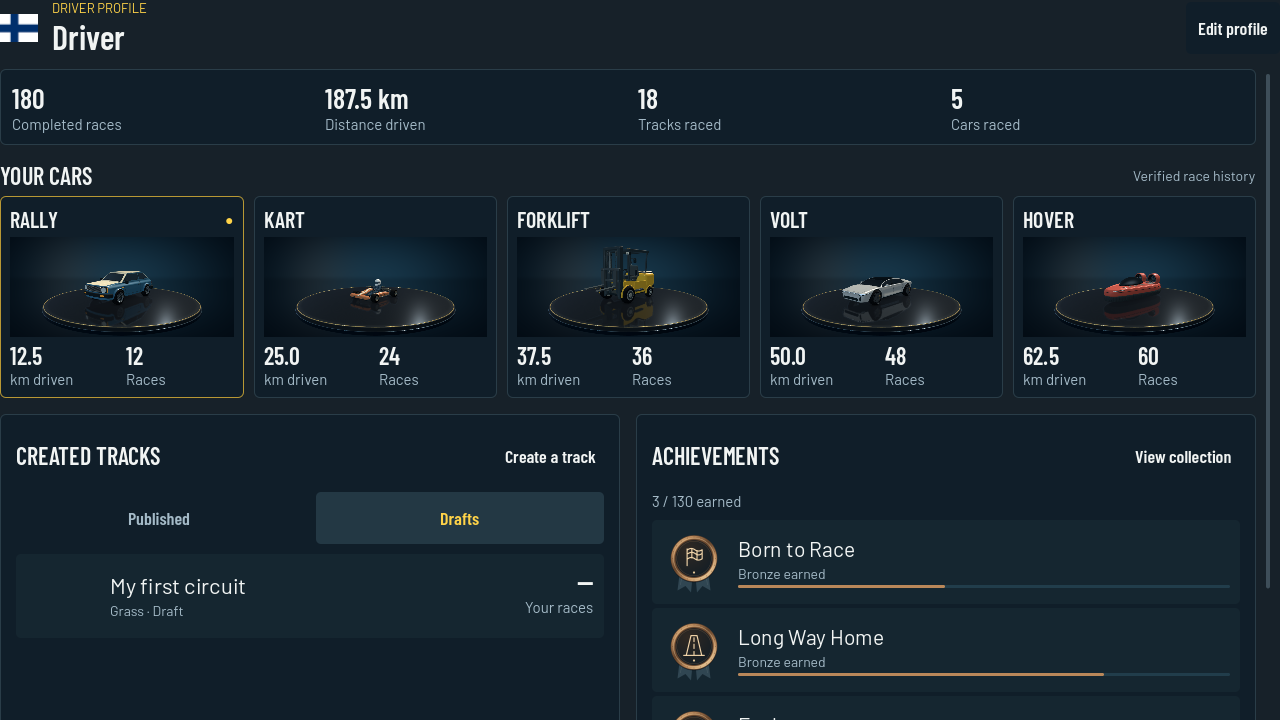 DRIVER PROFILE
Driver
Edit profile
180
Completed races
187.5 km
Distance driven
18
Tracks raced
5
Cars raced
YOUR CARS
Verified race history
RALLY
12.5
km driven
12
Races
KART
25.0
km driven
24
Races
FORKLIFT
37.5
km driven
36
Races
VOLT
50.0
km driven
48
Races
HOVER
62.5
km driven
60
Races
CREATED TRACKS
Create a track
Published
Drafts
My first circuit
Grass · Draft
—
Your races
ACHIEVEMENTS
View collection
3 / 130 earned
Born to Race
Bronze earned
Long Way Home
Bronze earned